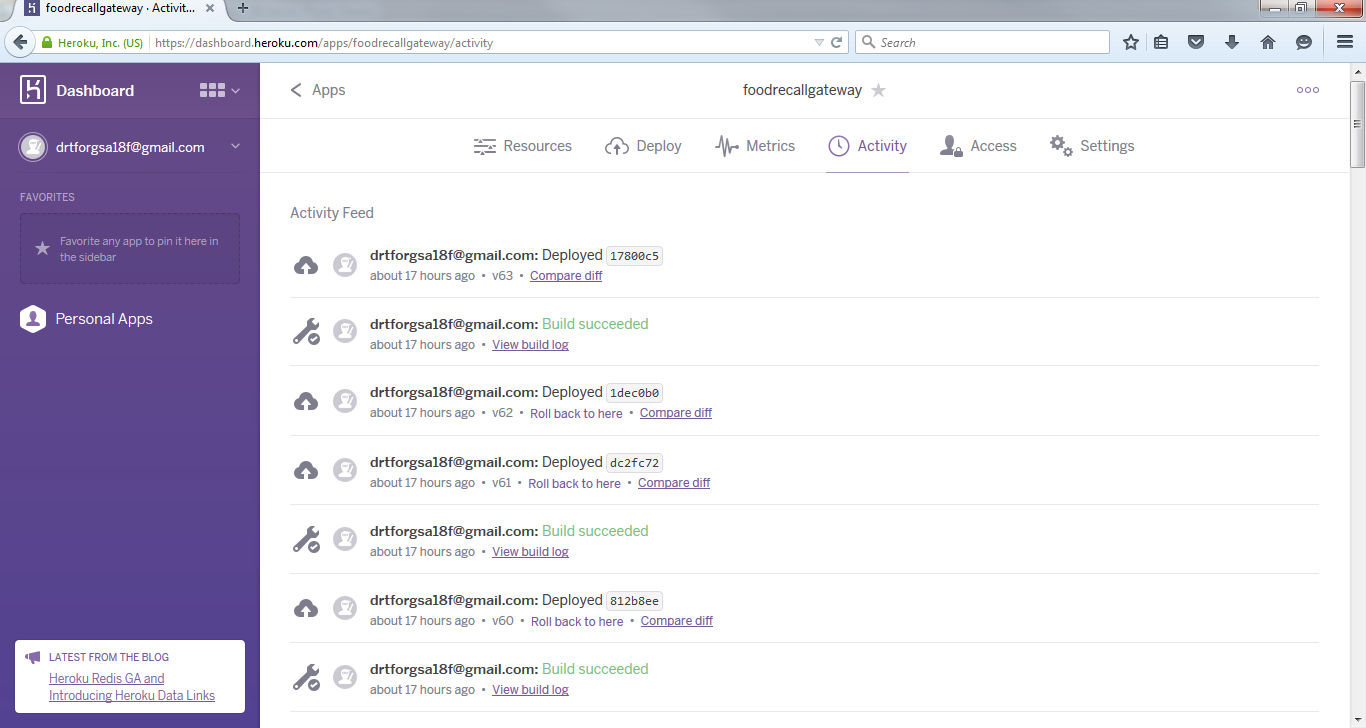 foodrecallgateway · Activit...
Heroku, Inc. (US)
https://dashboard.heroku.com/apps/foodrecallgateway/activity
Search
Dashboard
Apps
foodrecallgateway
drtforgsa18f@gmail.com
Resources
Deploy
Metrics
Activity
Access
Settings
FAVORITES
Favorite any app to pin it here in
the sidebar
Personal Apps
Activity Feed
drtforgsa18f@gmail.com: Deployed 17800c5
about 17 hours ago • v63 • Compare diff
drtforgsa18f@gmail.com: Build succeeded
about 17 hours ago • View build log
drtforgsa18f@gmail.com: Deployed 1dec0b0
about 17 hours ago • v62 • Roll back to here • Compare diff
drtforgsa18f@gmail.com: Deployed dc2fc72
about 17 hours ago • v61 • Roll back to here • Compare diff
drtforgsa18f@gmail.com: Build succeeded
about 17 hours ago • View build log
drtforgsa18f@gmail.com: Deployed 812b8ee
about 17 hours ago • v60 • Roll back to here • Compare diff
drtforgsa18f@gmail.com: Build succeeded
about 17 hours ago • View build log
LATEST FROM THE BLOG
Heroku Redis GA and
Introducing Heroku Data Links